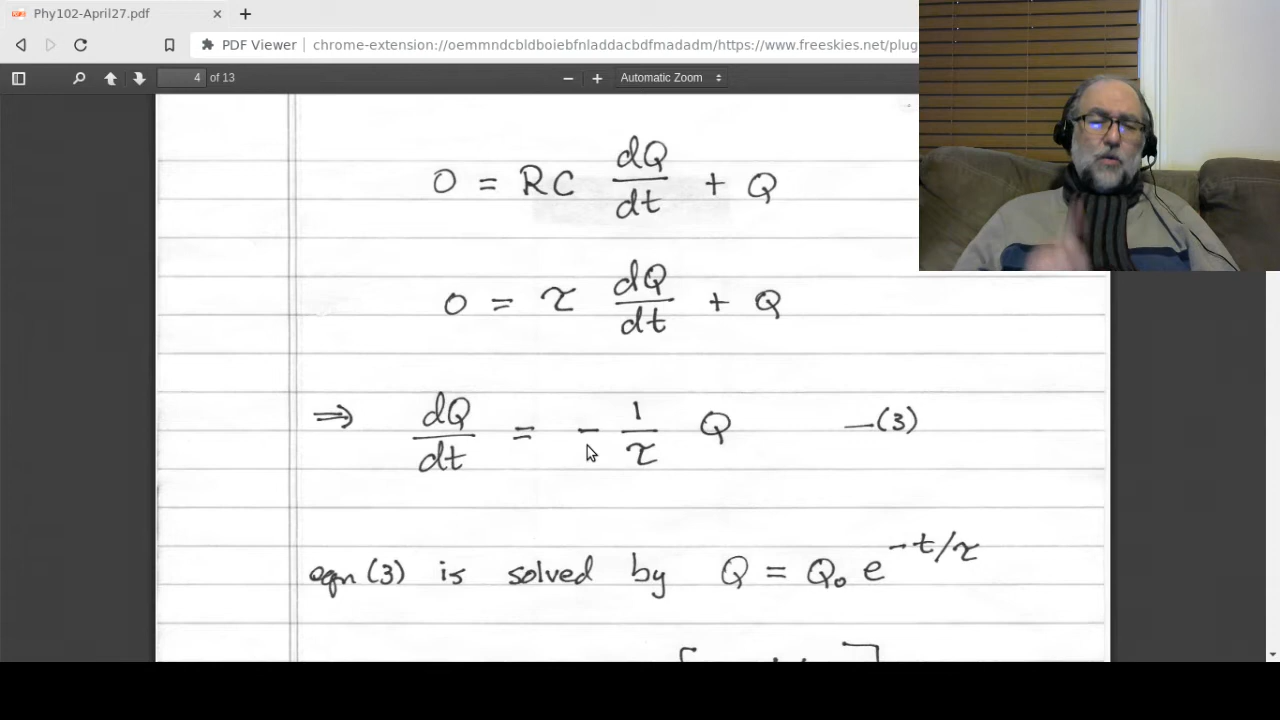 Phy102-April27.pdf
PDF Viewer chrome-extension://oemmndcbldboiebfnladdacbdfmadadm/https://www.freeskies.net/plug
4 of 13 Automatic Zoom
0 = RC dQ/dt + Q
0 = τ dQ/dt + Q
⇒ dQ/dt = - 1/τ Q —(3)
eqn (3) is solved by Q = Q₀ e^(-t/τ)